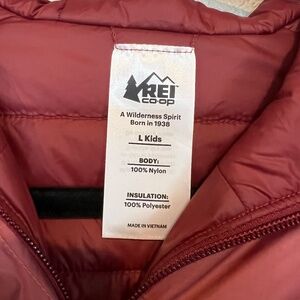 REI
CO·OP
A Wilderness Spirit
Born in 1938
L Kids
BODY:
100% Nylon
INSULATION:
100% Polyester
MADE IN VIETNAM